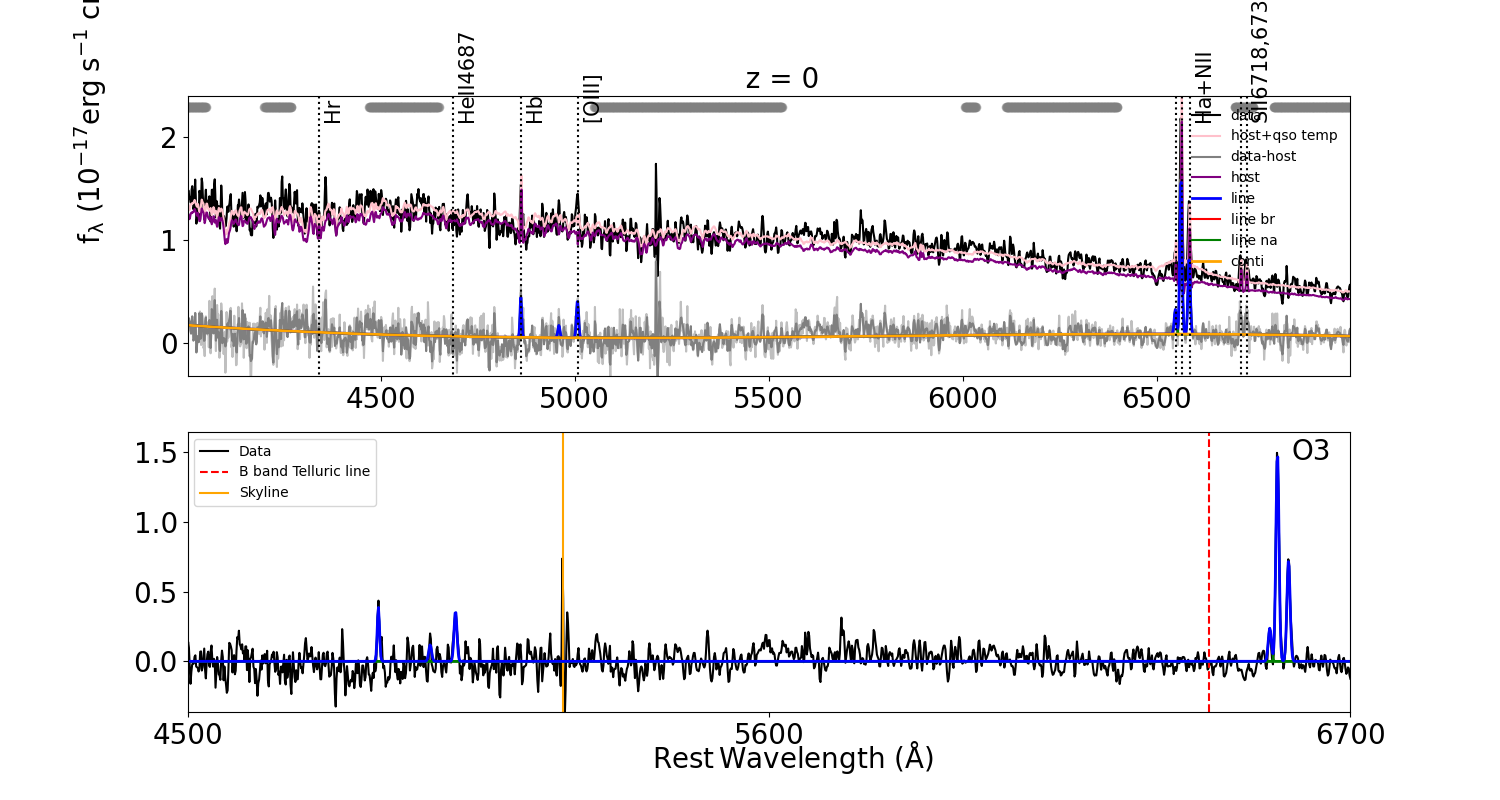 z = 0
f_λ (10^−17 erg s^−1
Hr
HeII4687
Hb
[OIII]
Ha+NII
SII6718,673
data
host+qso temp
data-host
host
line
line br
line na
conti
2
1
0
4500 5000 5500 6000 6500
Data
B band Telluric line
Skyline
O3
1.5
1.0
0.5
0.0
4500 5600 6700
Rest Wavelength (Å)